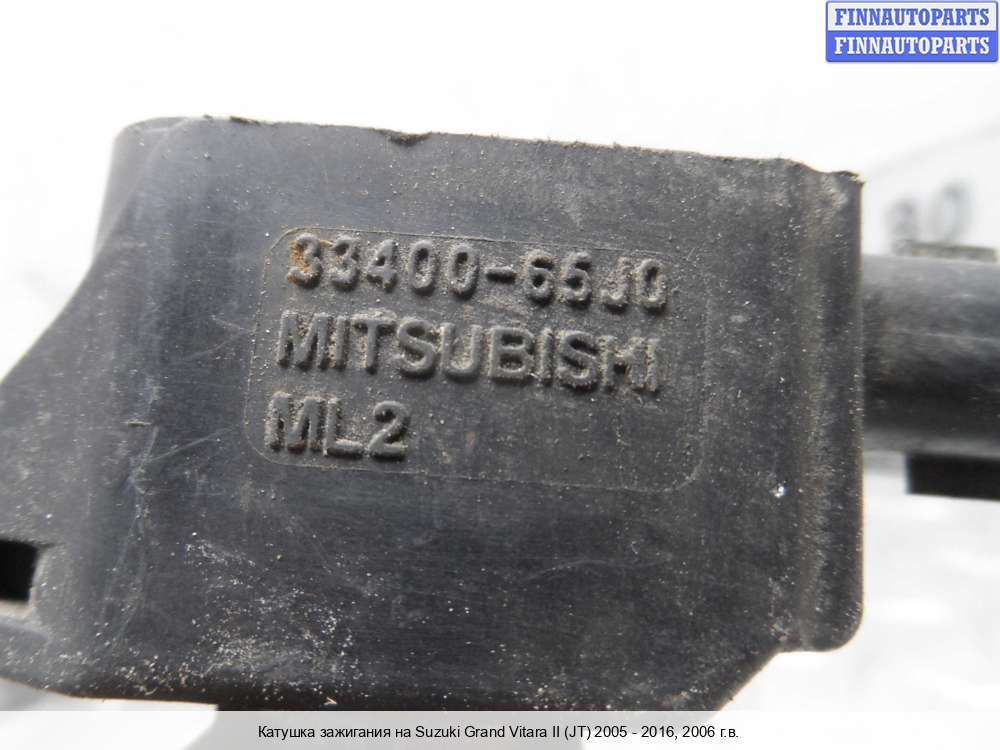 FINNAUTOPARTS
FINNAUTOPARTS
33400-65J0
MITSUBISHI
ML2
Катушка зажигания на Suzuki Grand Vitara II (JT) 2005 - 2016, 2006 г.в.